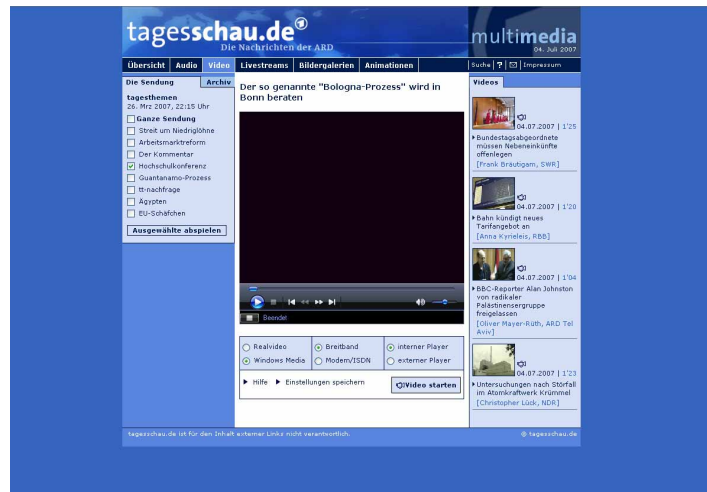 tagesschau.de®
Die Nachrichten der ARD
multimedia
04. Juli 2007
Übersicht Audio Video Livestreams Bildergalerien Animationen Suche ? Impressum
Die Sendung Archiv
tagesthemen
26. Mrz 2007, 22:15 Uhr
Ganze Sendung
Streit um Niedriglöhne
Arbeitsmarktreform
Der Kommentar
Hochschulkonferenz
Guantanamo-Prozess
tt-nachfrage
Ägypten
EU-Schäfchen
Ausgewählte abspielen
Der so genannte "Bologna-Prozess" wird in
Bonn beraten
Beendet
Realvideo Breitband interner Player
Windows Media Modem/ISDN externer Player
Hilfe Einstellungen speichern Video starten
Videos
04.07.2007 | 1'25
Bundestagsabgeordnete
müssen Nebeneinkünfte
offenlegen
[Frank Bräutigam, SWR]
04.07.2007 | 1'20
Bahn kündigt neues
Tarifangebot an
[Anna Kyrieleis, RBB]
04.07.2007 | 1'04
BBC-Reporter Alan Johnston
von radikaler
Palästinensergruppe
freigelassen
[Oliver Mayer-Rüth, ARD Tel
Aviv]
04.07.2007 | 1'23
Untersuchungen nach Störfall
im Atomkraftwerk Krümmel
[Christopher Lück, NDR]
tagesschau.de ist für den Inhalt externer Links nicht verantwortlich. © tagesschau.de